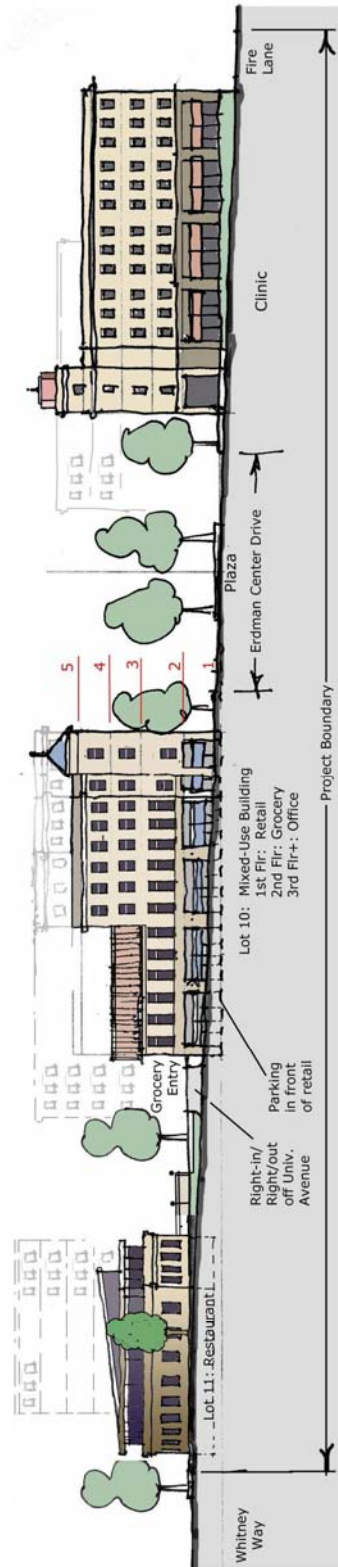 Whitney
Way
Lot 11: Restaurant
Right-in/
Right/out
off Univ.
Avenue
Grocery
Entry
Parking
in front
of retail
Lot 10: Mixed-Use Building
1st Flr: Retail
2nd Flr: Grocery
3rd Flr+: Office
5
4
3
2
1
Plaza
Erdman Center Drive
Clinic
Fire
Lane
Project Boundary